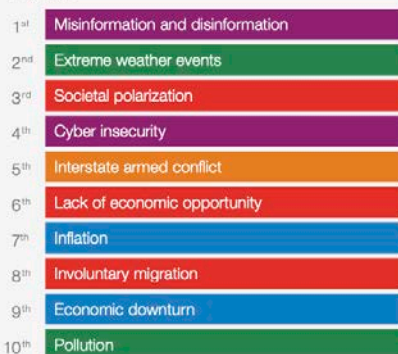 1st Misinformation and disinformation
2nd Extreme weather events
3rd Societal polarization
4th Cyber insecurity
5th Interstate armed conflict
6th Lack of economic opportunity
7th Inflation
8th Involuntary migration
9th Economic downturn
10th Pollution